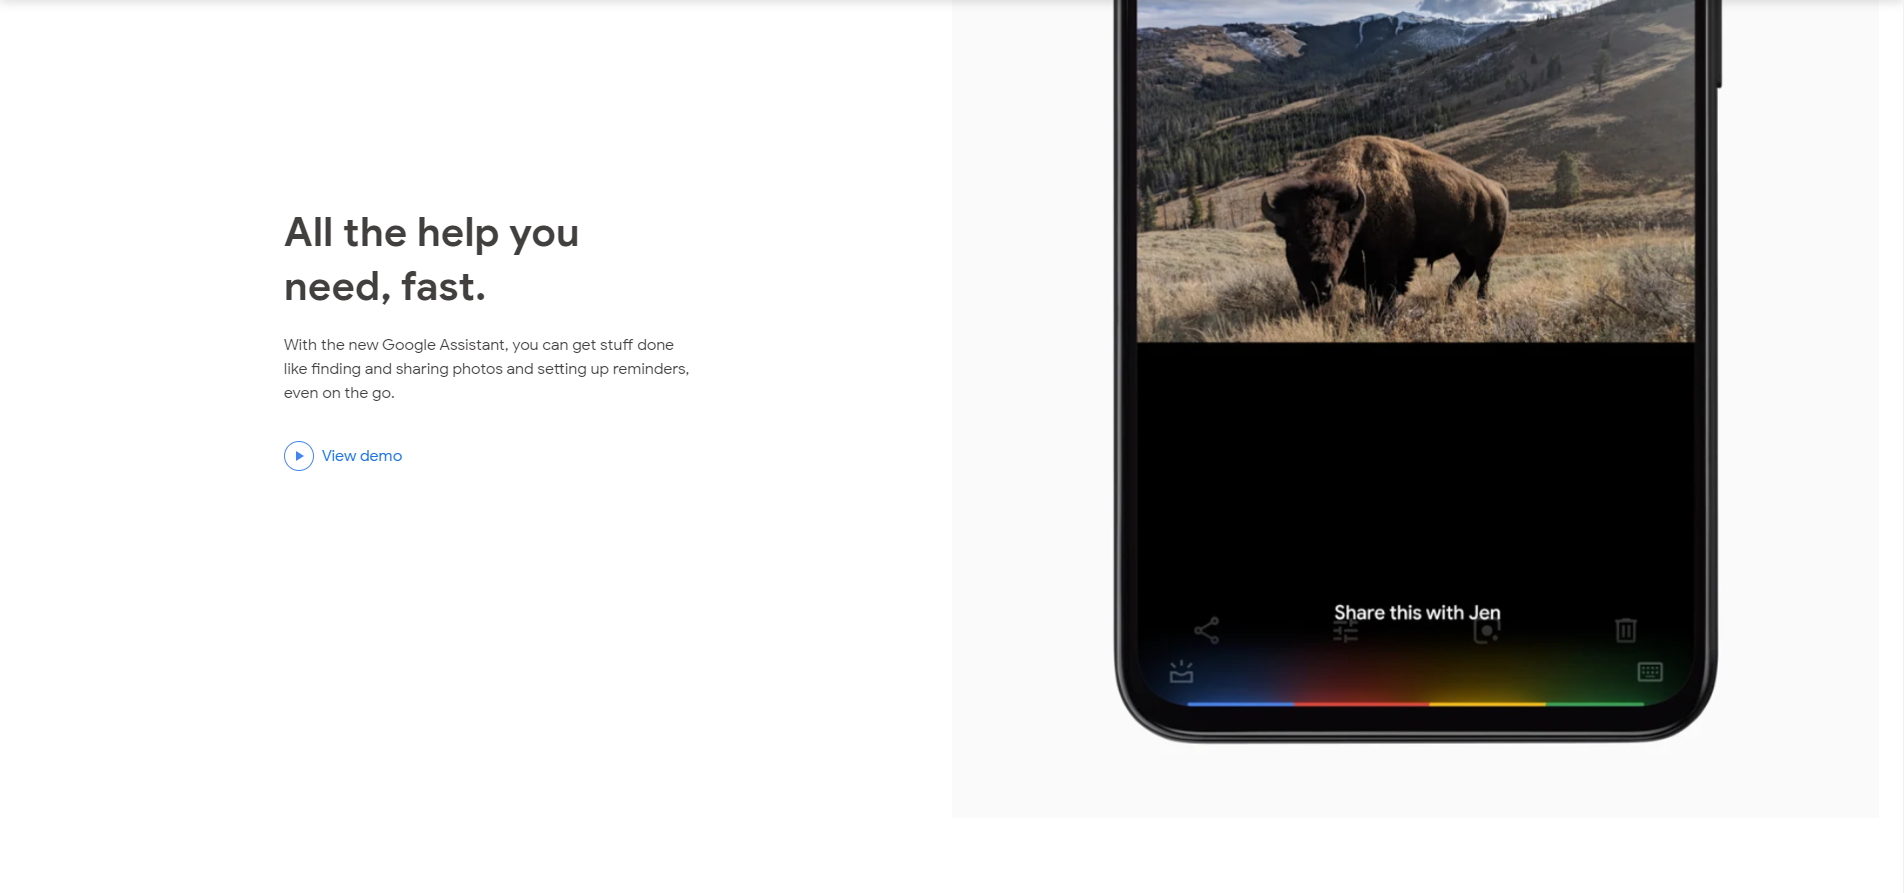 All the help you
need, fast.
With the new Google Assistant, you can get stuff done
like finding and sharing photos and setting up reminders,
even on the go.
View demo
Share this with Jen